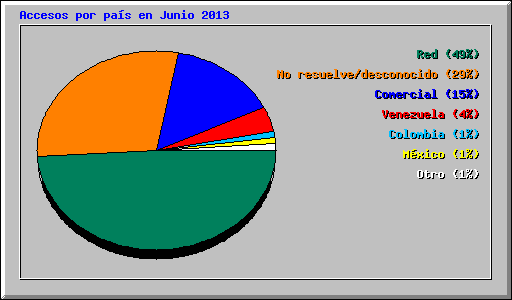 Accesos por país en Junio 2013
Red (49%)
No resuelve/desconocido (29%)
Comercial (15%)
Venezuela (4%)
Colombia (1%)
México (1%)
Otro (1%)